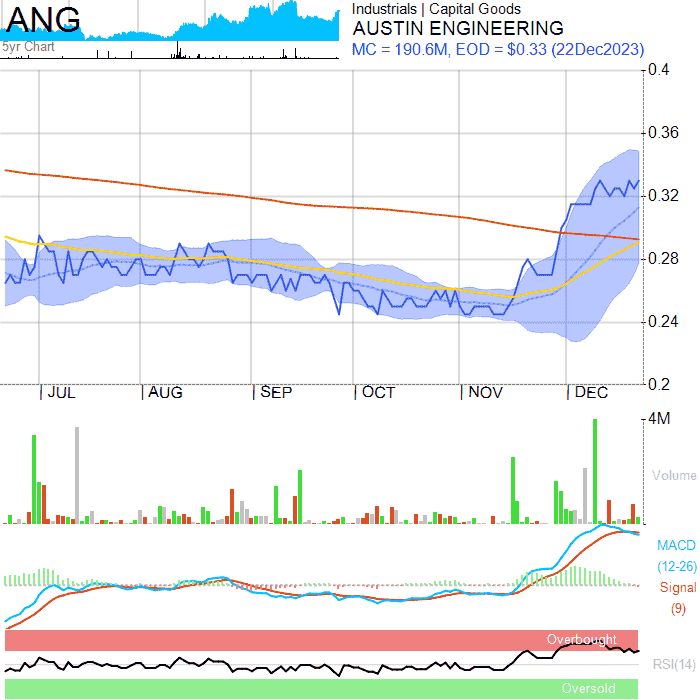 ANG
5yr Chart
Industrials | Capital Goods
AUSTIN ENGINEERING
MC = 190.6M, EOD = $0.33 (22Dec2023)
0.4
0.36
0.32
0.28
0.24
0.2
JUL
AUG
SEP
OCT
NOV
DEC
4M
Volume
MACD
(12-26)
Signal
(9)
Overbought
RSI(14)
Oversold